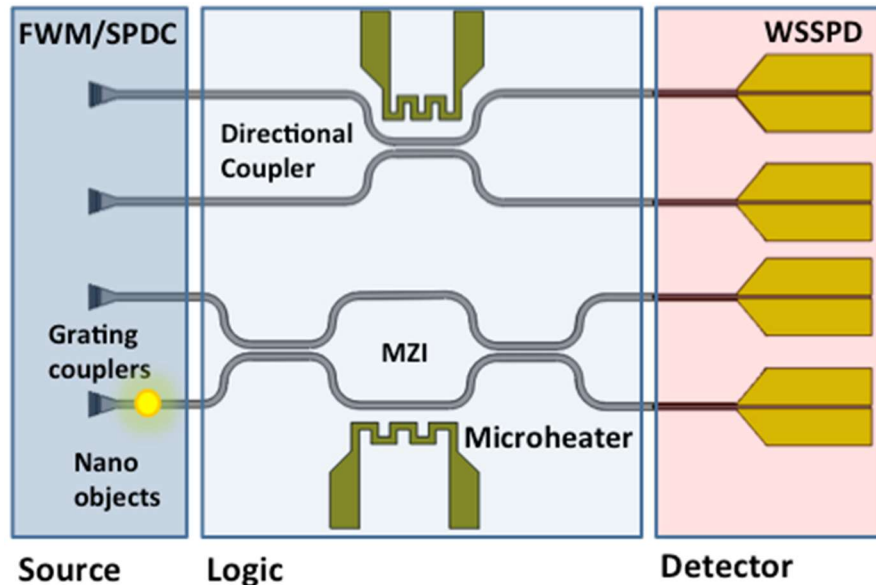 FWM/SPDC
WSSPD
Directional
Coupler
Grating
couplers
MZI
Microheater
Nano
objects
Source
Logic
Detector